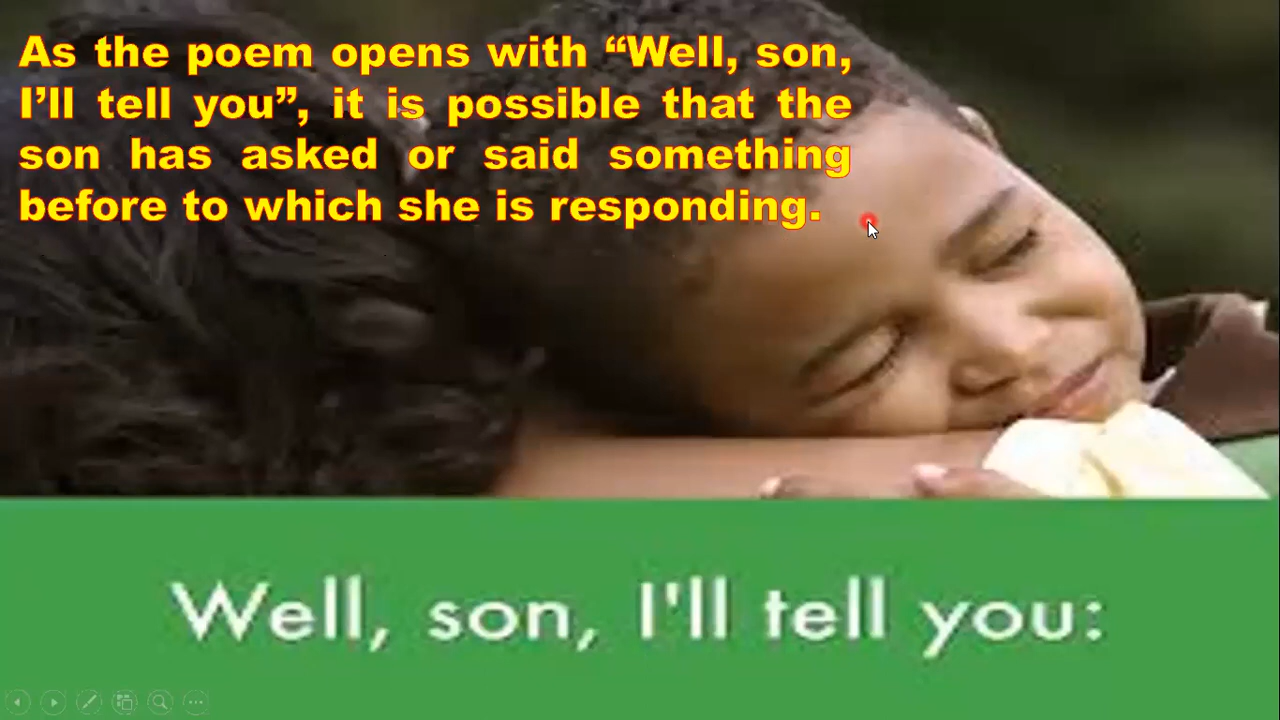 As the poem opens with “Well, son,
I’ll tell you”, it is possible that the
son has asked or said something
before to which she is responding.
Well, son, I'll tell you: